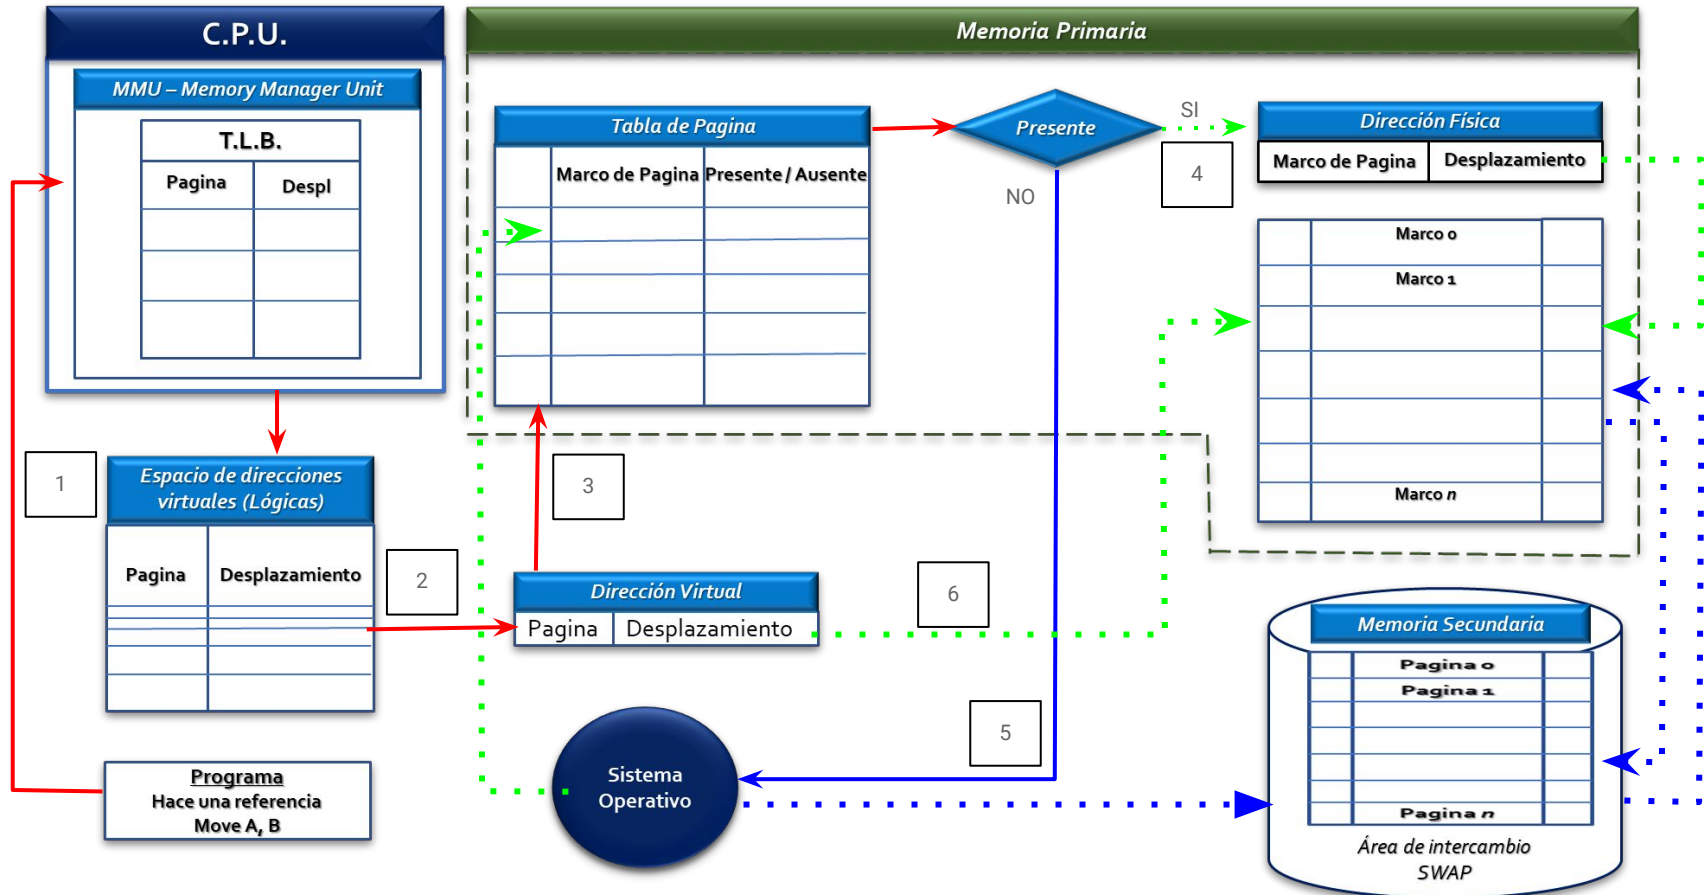 C.P.U.
MMU – Memory Manager Unit
T.L.B.
Pagina
Despl
Memoria Primaria
Tabla de Pagina
Marco de Pagina
Presente / Ausente
Presente
SI
NO
4
Dirección Física
Marco de Pagina
Desplazamiento
Marco 0
Marco 1
Marco n
1
Espacio de direcciones
virtuales (Lógicas)
Pagina
Desplazamiento
2
3
Dirección Virtual
Pagina
Desplazamiento
6
5
Programa
Hace una referencia
Move A, B
Sistema
Operativo
Memoria Secundaria
Pagina 0
Pagina 1
Pagina n
Área de intercambio
SWAP